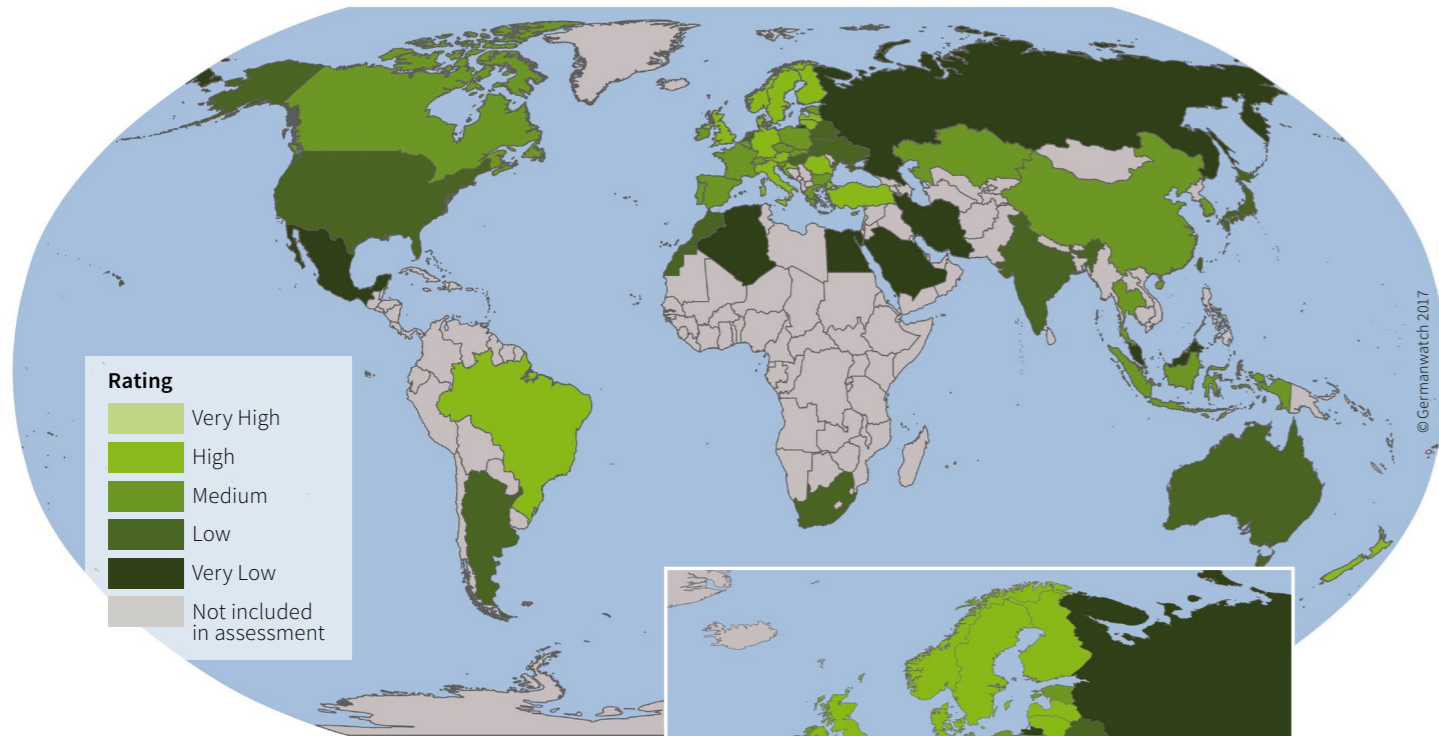 Rating
Very High
High
Medium
Low
Very Low
Not included
in assessment
© Germanwatch 2017